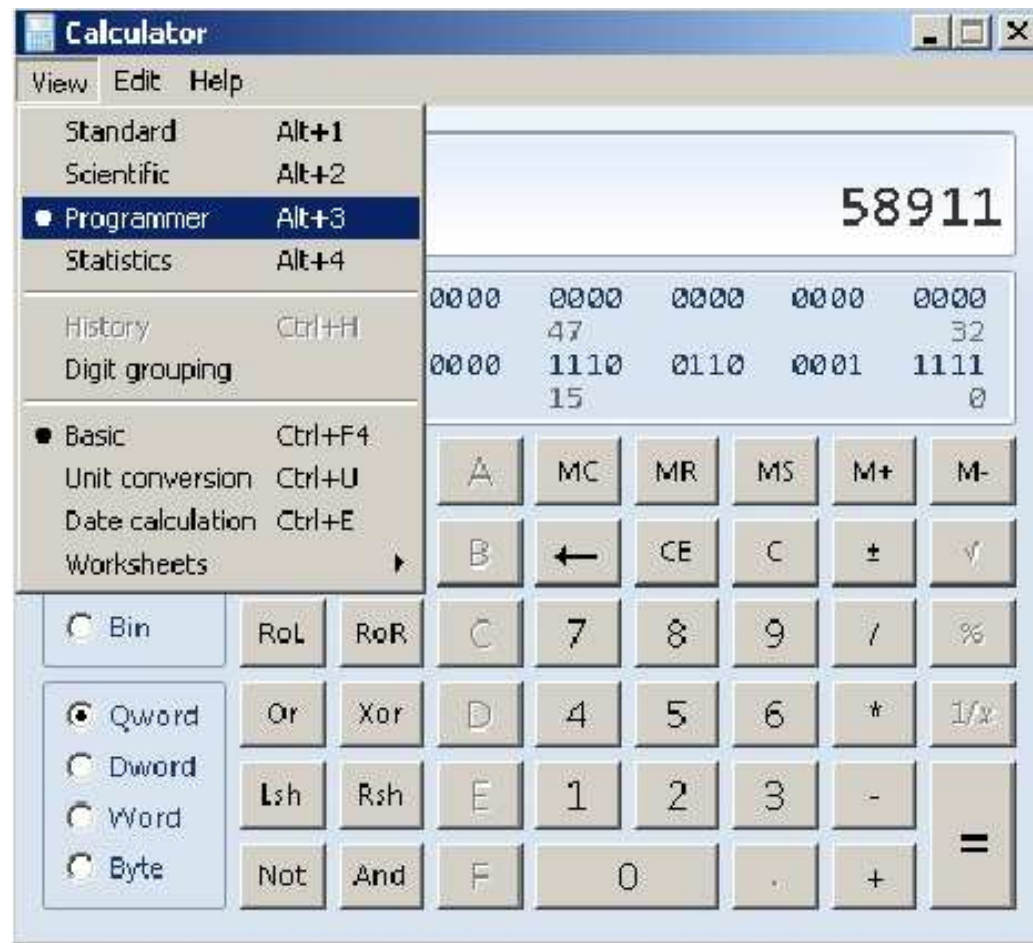 Calculator
View Edit Help
Standard Alt+1
Scientific Alt+2
Programmer Alt+3
Statistics Alt+4
History Ctrl+H
Digit grouping
Basic Ctrl+F4
Unit conversion Ctrl+U
Date calculation Ctrl+E
Worksheets
58911
0000 0000 0000 0000 0000
47 32
0000 1110 0110 0001 1111
15 0
A MC MR MS M+ M-
B ← CE C ± √
Bin RoL RoR C 7 8 9 / %
Qword Or Xor D 4 5 6 * 1/x
Dword
Lsh Rsh E 1 2 3 - =
Word
Byte Not And F 0 . +